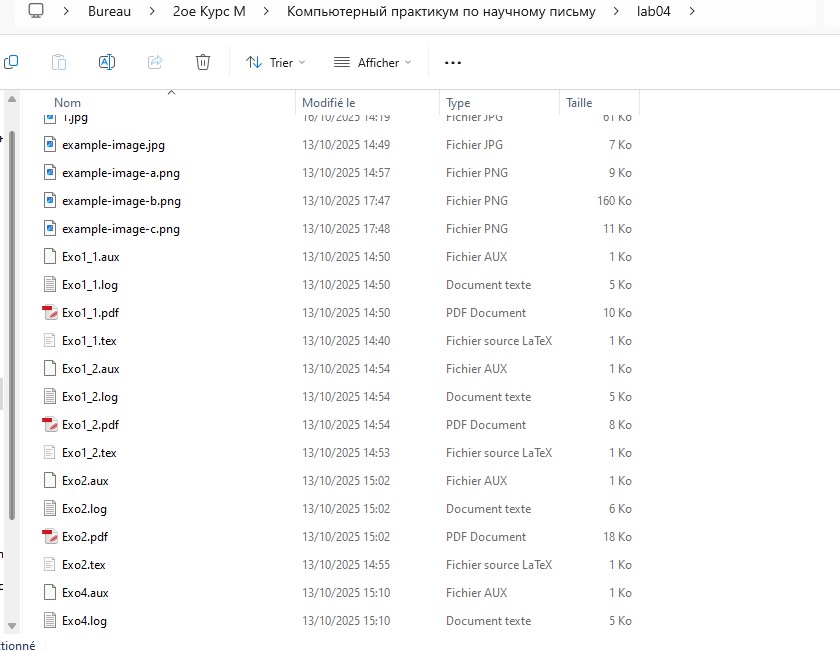 Bureau > 2ое Курс М > Компьютерный практикум по научному письму > lab04 >
Trier Afficher ...
Nom Modifié le Type Taille
1.jpg 16/10/2025 14:19 Fichier JPG 61 Ko
example-image.jpg 13/10/2025 14:49 Fichier JPG 7 Ko
example-image-a.png 13/10/2025 14:57 Fichier PNG 9 Ko
example-image-b.png 13/10/2025 17:47 Fichier PNG 160 Ko
example-image-c.png 13/10/2025 17:48 Fichier PNG 11 Ko
Exo1_1.aux 13/10/2025 14:50 Fichier AUX 1 Ko
Exo1_1.log 13/10/2025 14:50 Document texte 5 Ko
Exo1_1.pdf 13/10/2025 14:50 PDF Document 10 Ko
Exo1_1.tex 13/10/2025 14:40 Fichier source LaTeX 1 Ko
Exo1_2.aux 13/10/2025 14:54 Fichier AUX 1 Ko
Exo1_2.log 13/10/2025 14:54 Document texte 5 Ko
Exo1_2.pdf 13/10/2025 14:54 PDF Document 8 Ko
Exo1_2.tex 13/10/2025 14:53 Fichier source LaTeX 1 Ko
Exo2.aux 13/10/2025 15:02 Fichier AUX 1 Ko
Exo2.log 13/10/2025 15:02 Document texte 6 Ko
Exo2.pdf 13/10/2025 15:02 PDF Document 18 Ko
Exo2.tex 13/10/2025 14:55 Fichier source LaTeX 1 Ko
Exo4.aux 13/10/2025 15:10 Fichier AUX 1 Ko
Exo4.log 13/10/2025 15:10 Document texte 5 Ko
tionné